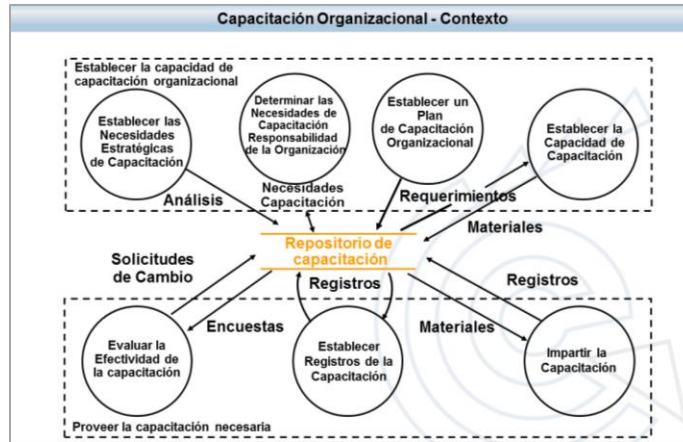 Capacitación Organizacional - Contexto
Establecer la capacidad de
capacitación organizacional
Establecer las
Necesidades
Estratégicas
de Capacitación
Determinar las
Necesidades de
Capacitación
Responsabilidad
de la Organización
Establecer un
Plan
de Capacitación
Organizacional
Establecer la
Capacidad de
Capacitación
Análisis
Necesidades
Capacitación
Requerimientos
Materiales
Repositorio de
capacitación
Solicitudes
de Cambio
Registros
Registros
Encuestas
Materiales
Evaluar la
Efectividad de
la capacitación
Establecer
Registros de la
Capacitación
Impartir la
Capacitación
Proveer la capacitación necesaria